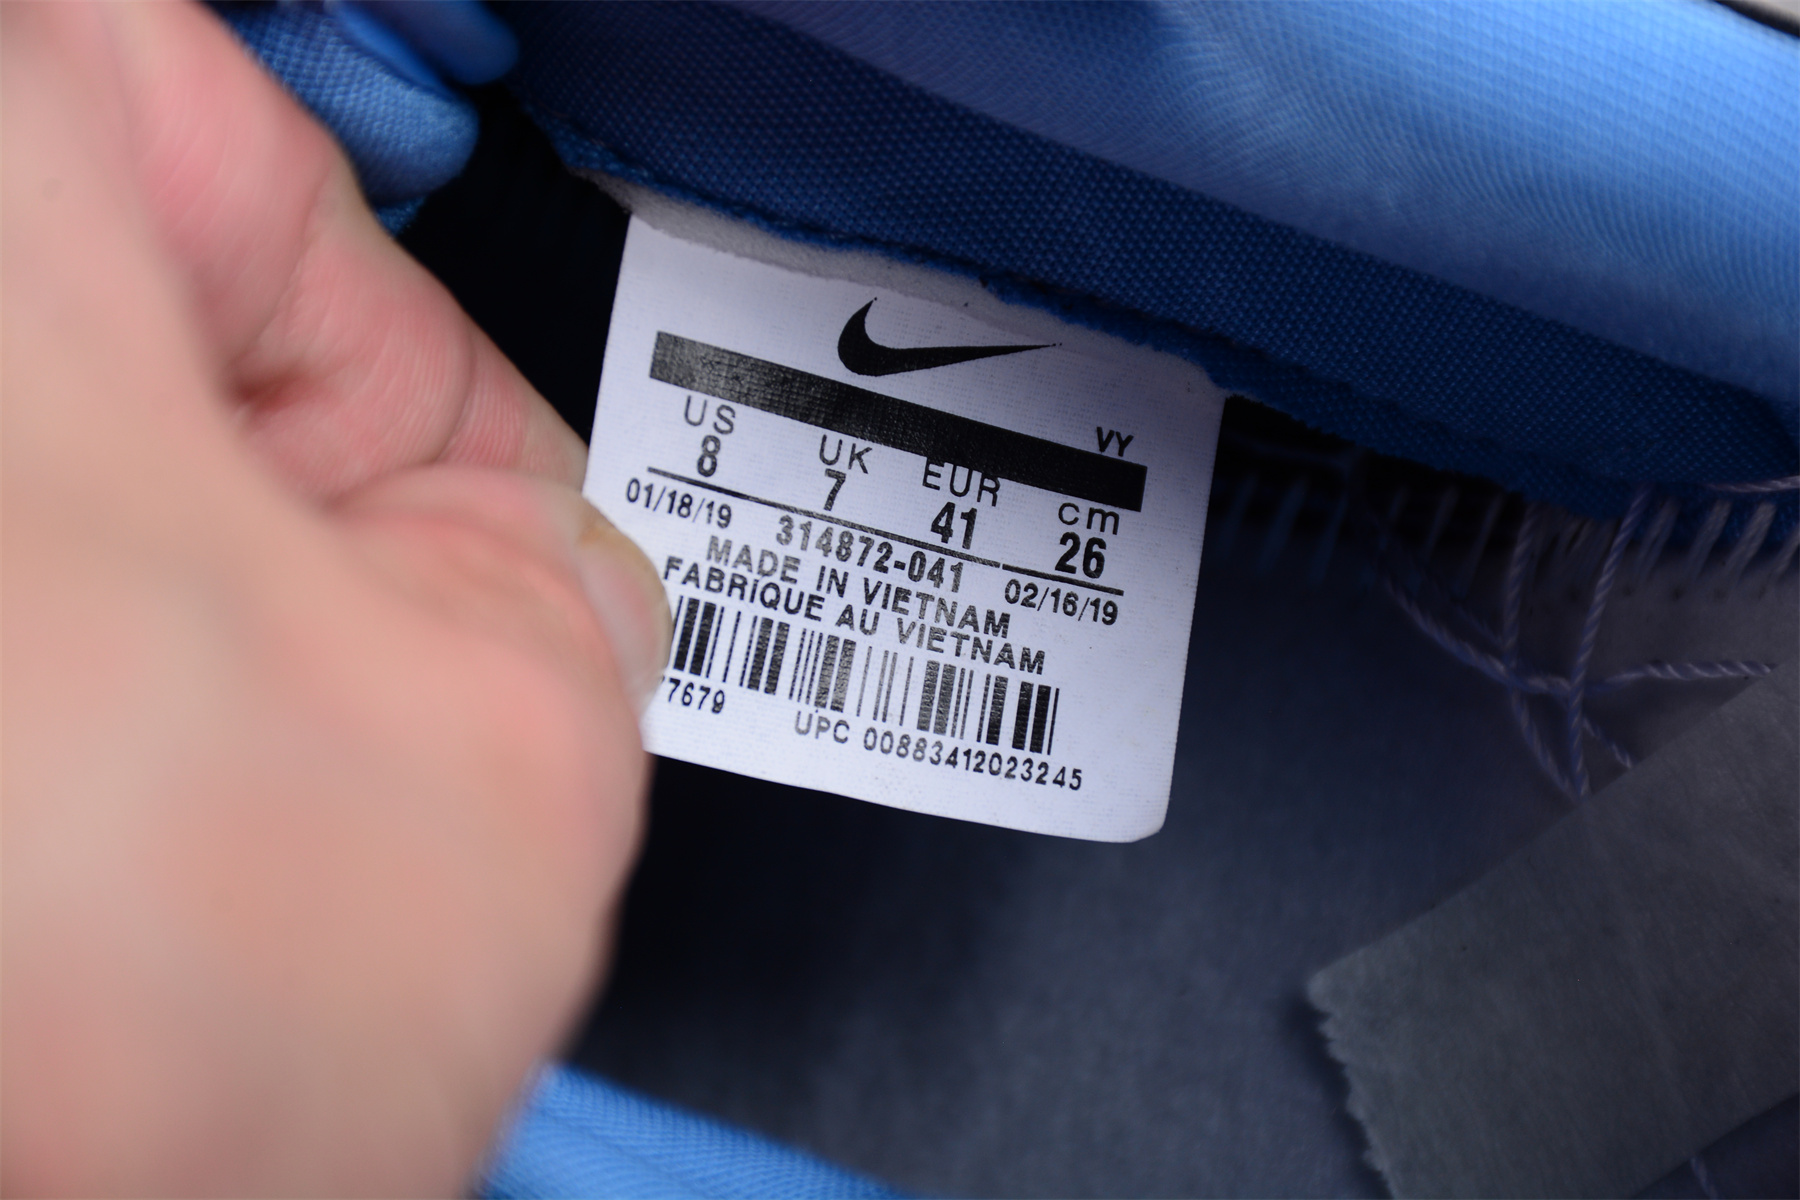 VY
US UK EUR cm
8 7 41 26
01/18/19 314872-041 02/16/19
MADE IN VIETNAM
FABRIQUE AU VIETNAM
77679
UPC 00883412023245